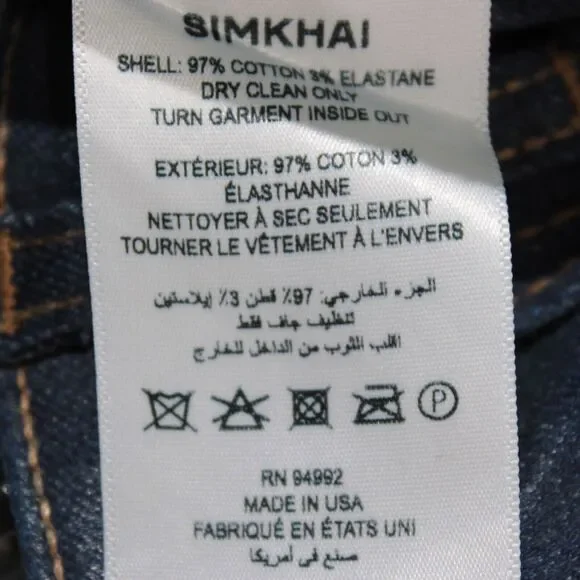 SIMKHAI
SHELL: 97% COTTON 3% ELASTANE
DRY CLEAN ONLY
TURN GARMENT INSIDE OUT
EXTÉRIEUR: 97% COTON 3%
ÉLASTHANNE
NETTOYER À SEC SEULEMENT
TOURNER LE VÊTEMENT À L'ENVERS
الجزء الخارجي: 97٪ قطن 3٪ إيلاستين
تنظيف جاف فقط
اقلب الثوب من الداخل للخارج
P
RN 94992
MADE IN USA
FABRIQUÉ EN ÉTATS UNI
صنع في أمريكا